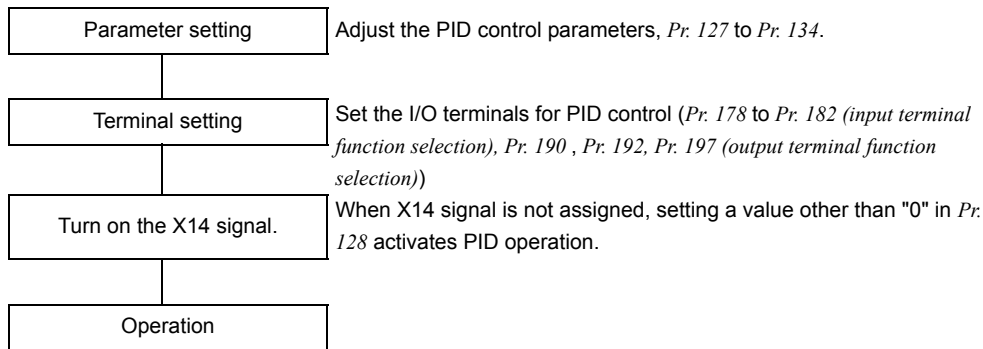 Parameter setting
Adjust the PID control parameters, Pr. 127 to Pr. 134.
Terminal setting
Set the I/O terminals for PID control (Pr. 178 to Pr. 182 (input terminal
function selection), Pr. 190 , Pr. 192, Pr. 197 (output terminal function
selection))
Turn on the X14 signal.
When X14 signal is not assigned, setting a value other than "0" in Pr.
128 activates PID operation.
Operation